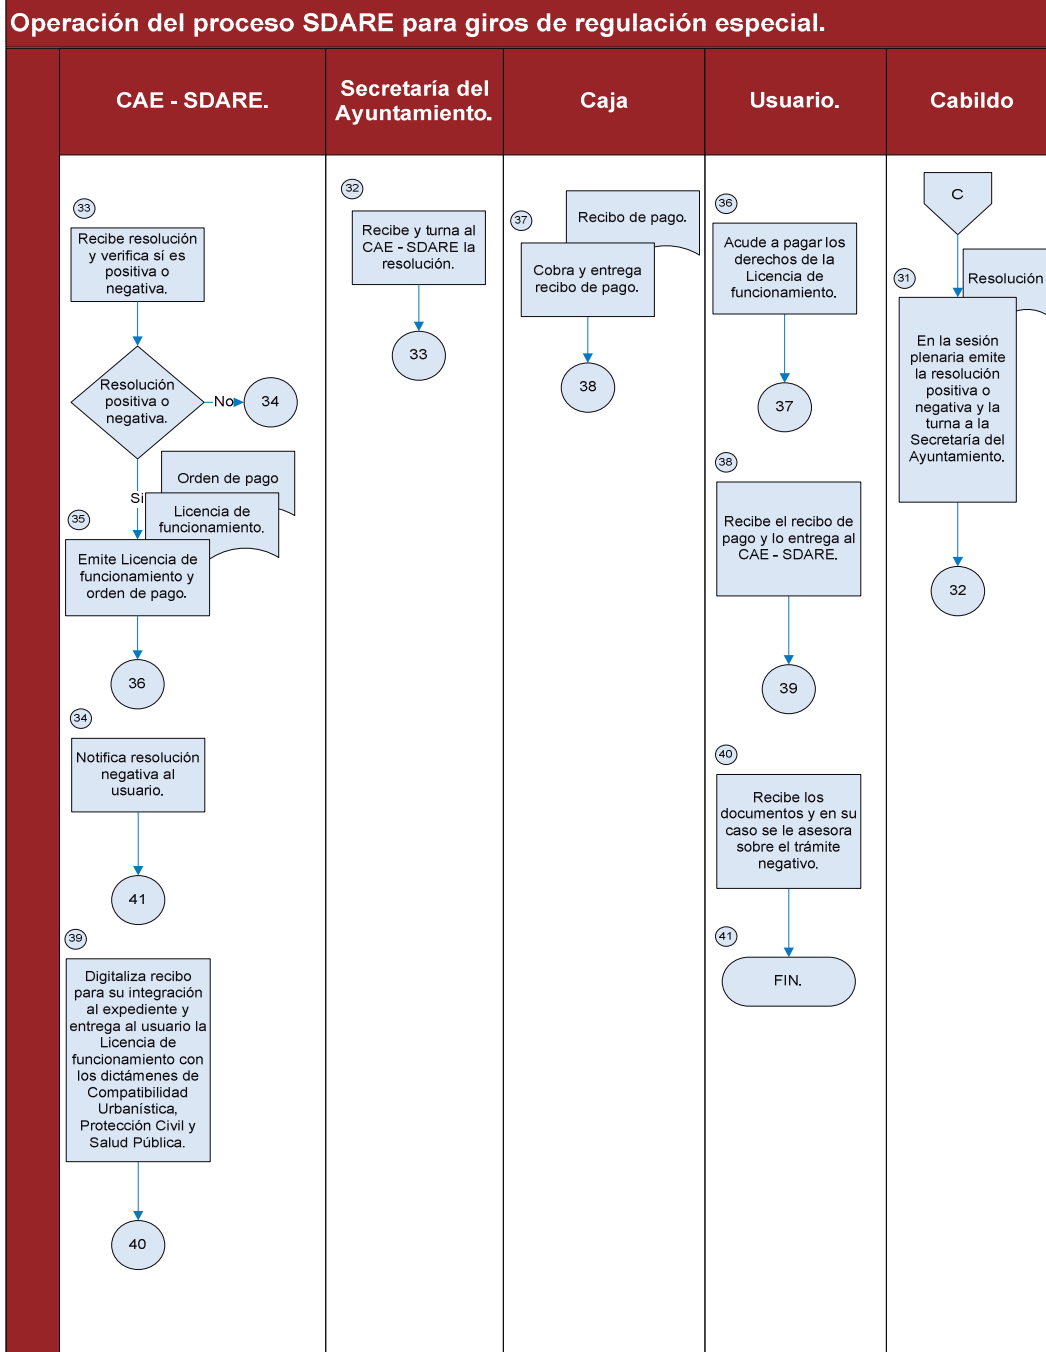 Operación del proceso SDARE para giros de regulación especial.
CAE - SDARE.
Secretaría del
Ayuntamiento.
Caja
Usuario.
Cabildo
33
Recibe resolución
y verifica sí es
positiva o
negativa.
Resolución
positiva o
negativa.
No
34
Si
Orden de pago
Licencia de
funcionamiento.
35
Emite Licencia de
funcionamiento y
orden de pago.
36
34
Notifica resolución
negativa al
usuario.
41
39
Digitaliza recibo
para su integración
al expediente y
entrega al usuario la
Licencia de
funcionamiento con
los dictámenes de
Compatibilidad
Urbanística,
Protección Civil y
Salud Pública.
40
32
Recibe y turna al
CAE - SDARE la
resolución.
33
37
Recibo de pago.
Cobra y entrega
recibo de pago.
38
36
Acude a pagar los
derechos de la
Licencia de
funcionamiento.
37
38
Recibe el recibo de
pago y lo entrega al
CAE - SDARE.
39
40
Recibe los
documentos y en su
caso se le asesora
sobre el trámite
negativo.
41
FIN.
C
31
Resolución
En la sesión
plenaria emite
la resolución
positiva o
negativa y la
turna a la
Secretaría del
Ayuntamiento.
32